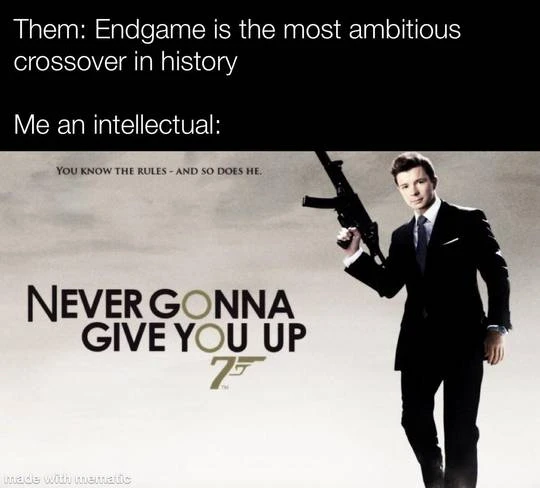 Them: Endgame is the most ambitious
crossover in history
Me an intellectual:
YOU KNOW THE RULES - AND SO DOES HE.
NEVER GONNA
GIVE YOU UP
7
TM
made with mematic